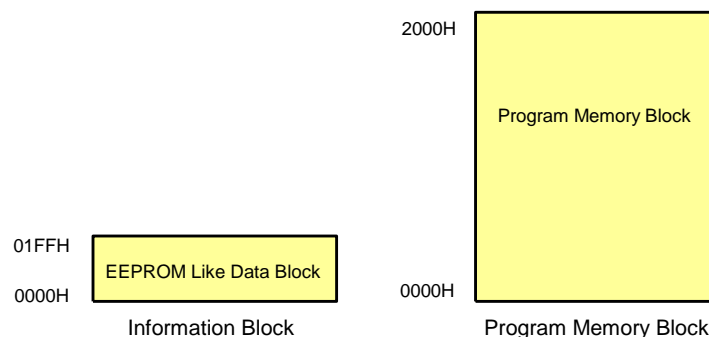 2000H
Program Memory Block
01FFH
EEPROM Like Data Block
0000H
0000H
Information Block
Program Memory Block